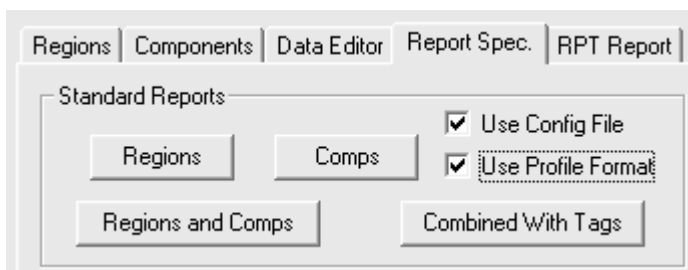 Regions Components Data Editor Report Spec. RPT Report
Standard Reports
Use Config File
Regions Comps
Use Profile Format
Regions and Comps Combined With Tags